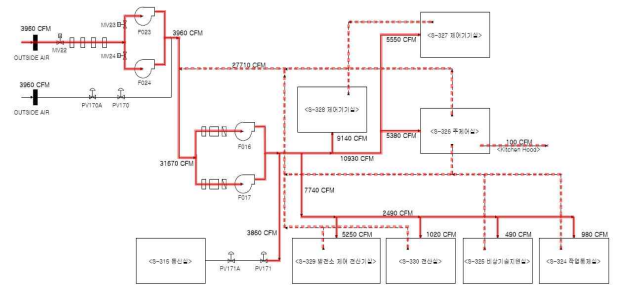 3960 CFM
MV23
F023
3960 CFM
<S-327 제어기기실>
5550 CFM
MV22
OUTSIDE AIR
MV24
27710 CFM
F024
3960 CFM
<S-328 제어기기실>
OUTSIDE AIR
PV170A
PV170
<S-326 주제어실>
100 CFM
<Kitchen Hood>
9140 CFM
5380 CFM
F016
10930 CFM
31670 CFM
7740 CFM
F017
2490 CFM
3860 CFM
5250 CFM
1020 CFM
490 CFM
980 CFM
<S-316 통신실>
<S-329 발전소 제어 전산기실>
<S-330 전산실>
<S-325 비상기술지원실>
<S-324 작업통제실>
PV171A
PV171